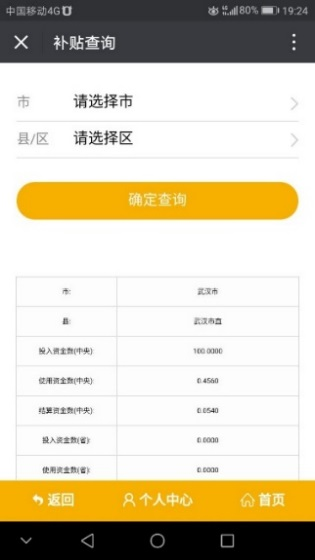 中国移动4G 80% 19:24
补贴查询
市 请选择市
县/区 请选择区
确定查询
市: 武汉市
县: 武汉市直
投入资金数(中央): 100.0000
使用资金数(中央): 0.4560
结算资金数(中央): 0.0540
投入资金数(省): 0.0000
使用资金数(省): 0.0000
返回 个人中心 首页